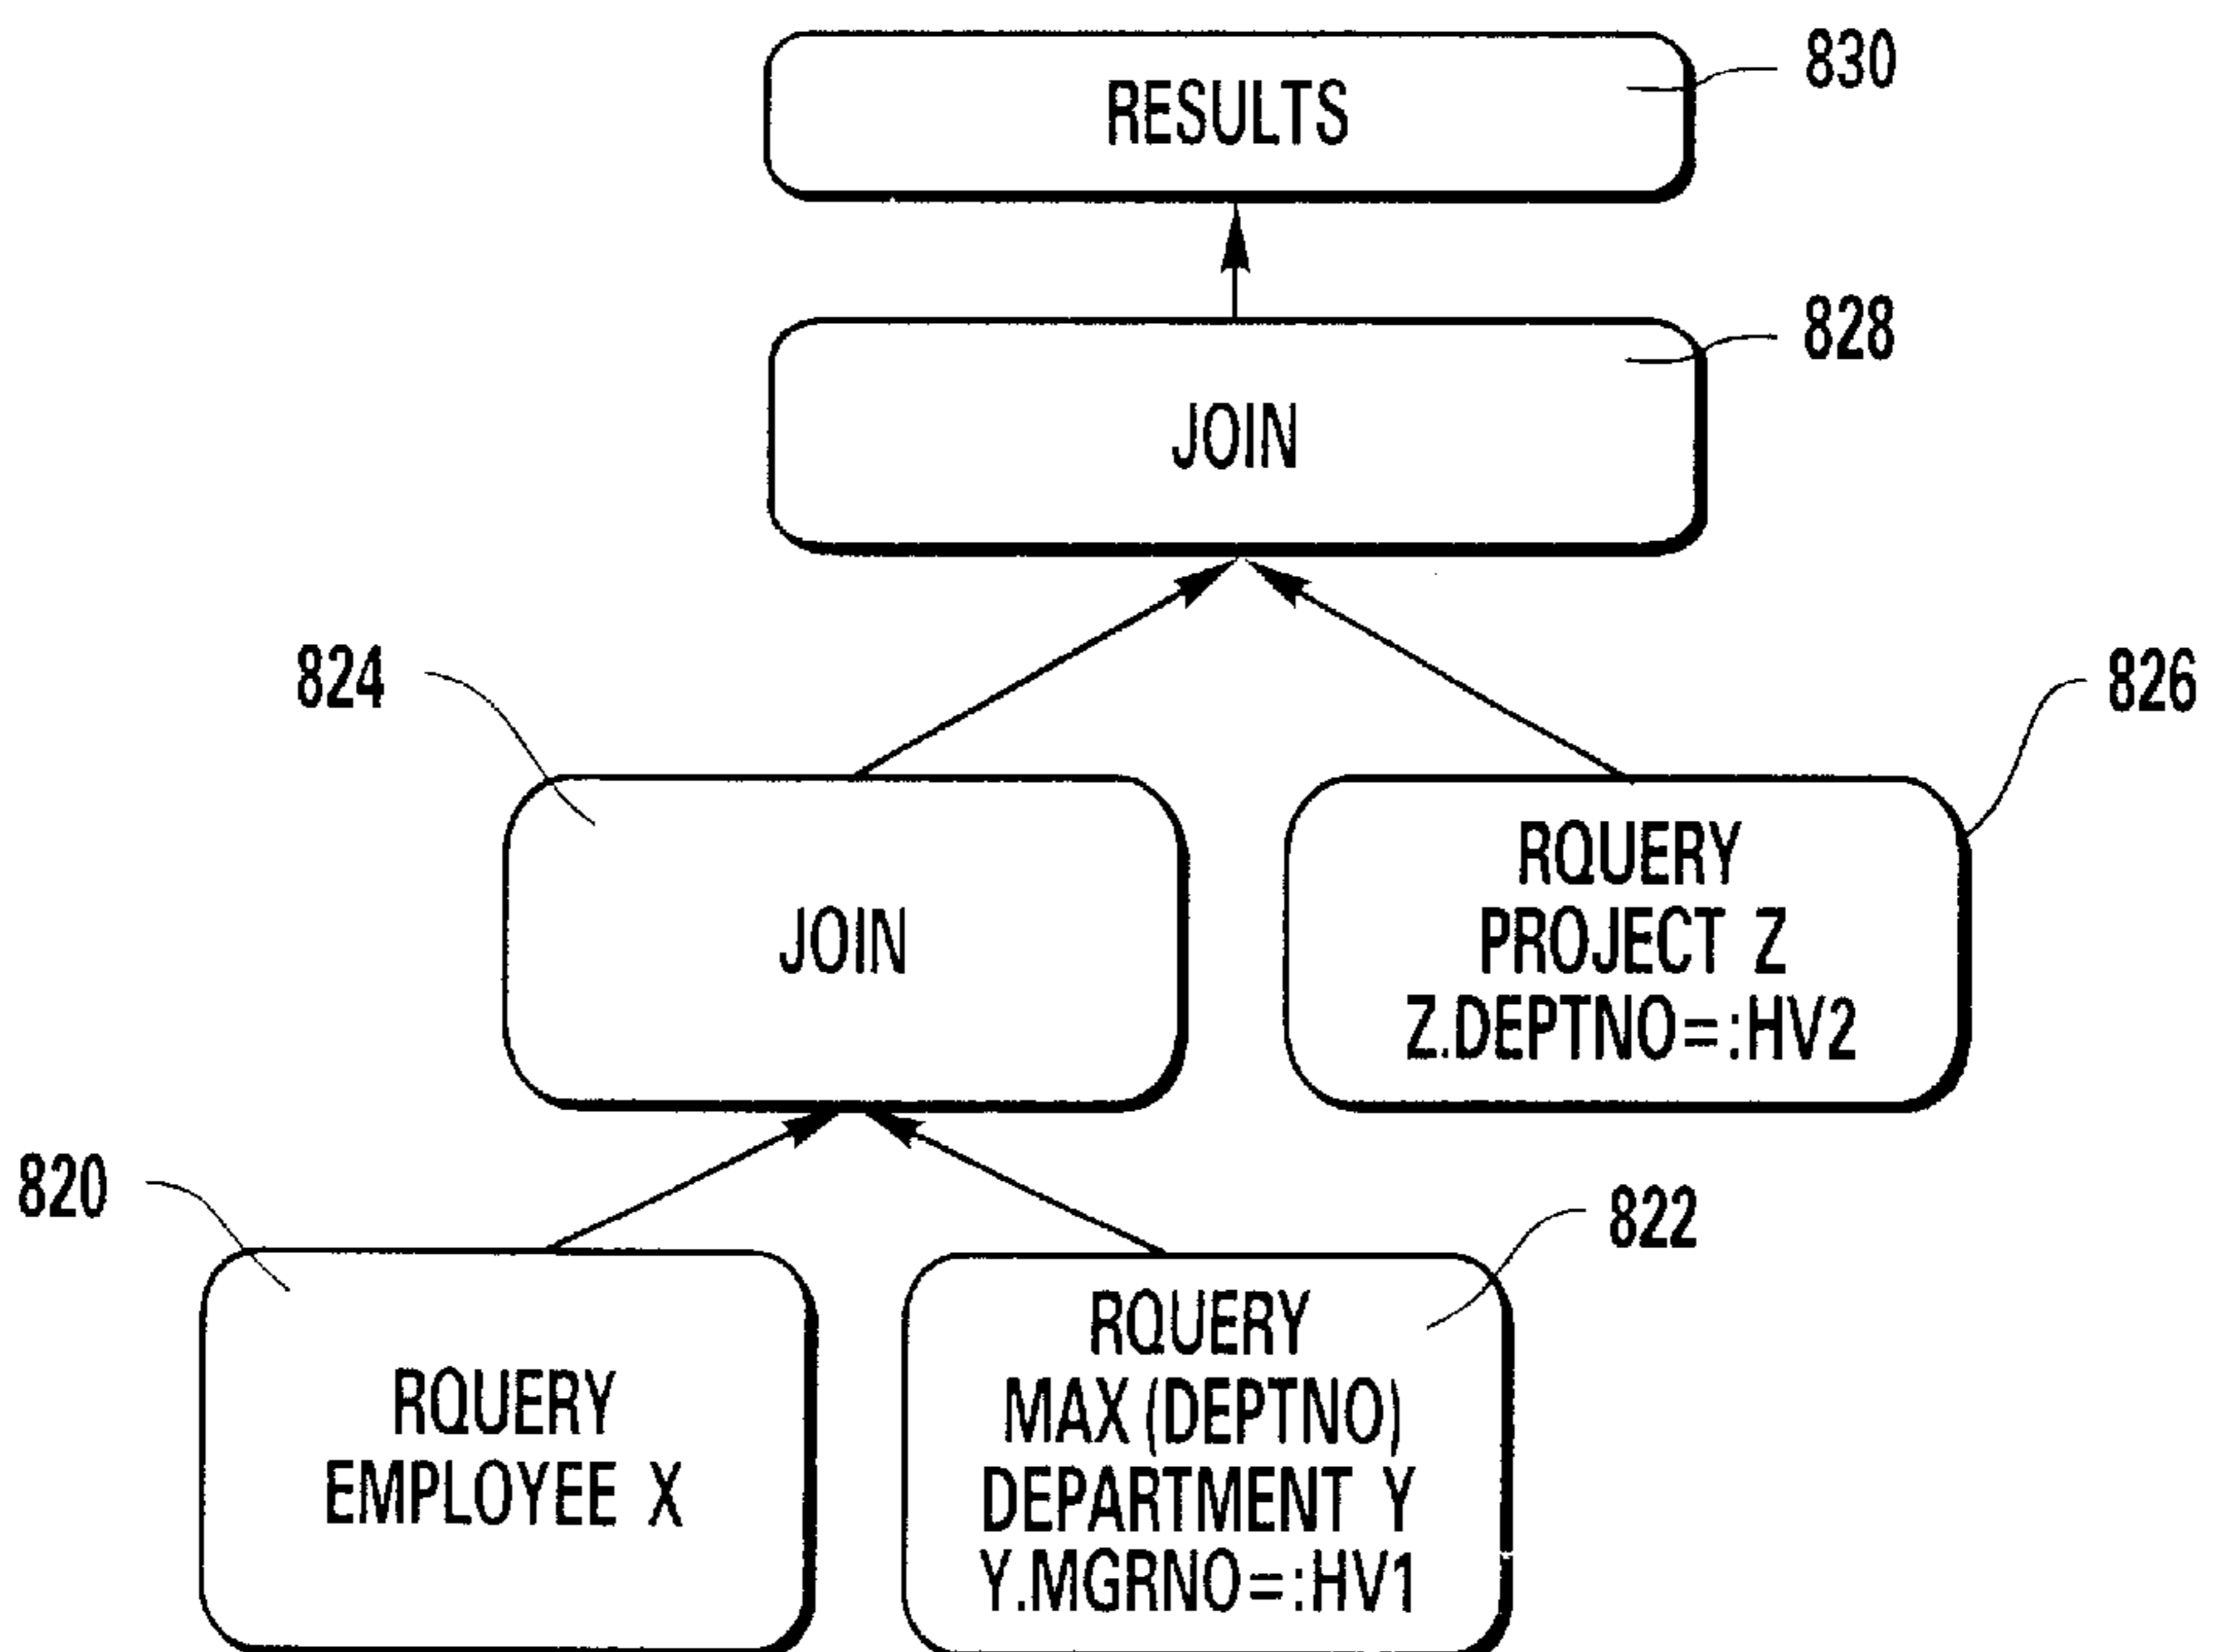 RESULTS
830
JOIN
828
824
JOIN
826
RQUERY
PROJECT Z
Z.DEPTNO=:HV2
820
RQUERY
EMPLOYEE X
822
RQUERY
MAX(DEPTNO)
DEPARTMENT Y
Y.MGRNO=:HV1